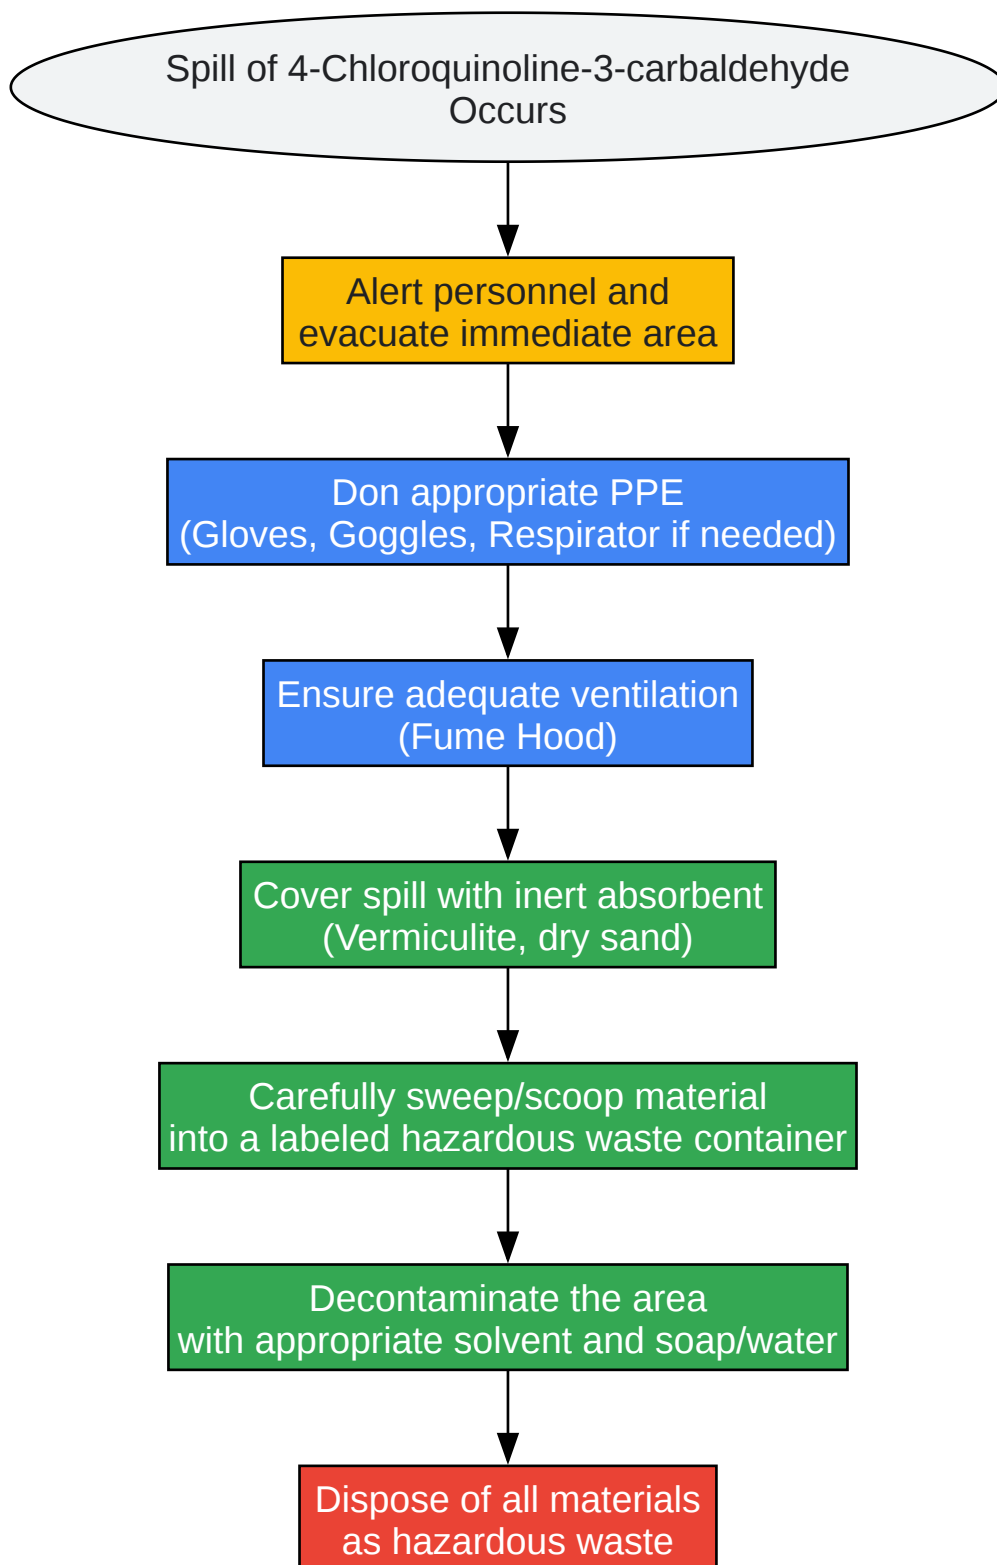 Spill of 4-Chloroquinoline-3-carbaldehyde
Occurs
Alert personnel and
evacuate immediate area
Don appropriate PPE
(Gloves, Goggles, Respirator if needed)
Ensure adequate ventilation
(Fume Hood)
Cover spill with inert absorbent
(Vermiculite, dry sand)
Carefully sweep/scoop material
into a labeled hazardous waste container
Decontaminate the area
with appropriate solvent and soap/water
Dispose of all materials
as hazardous waste